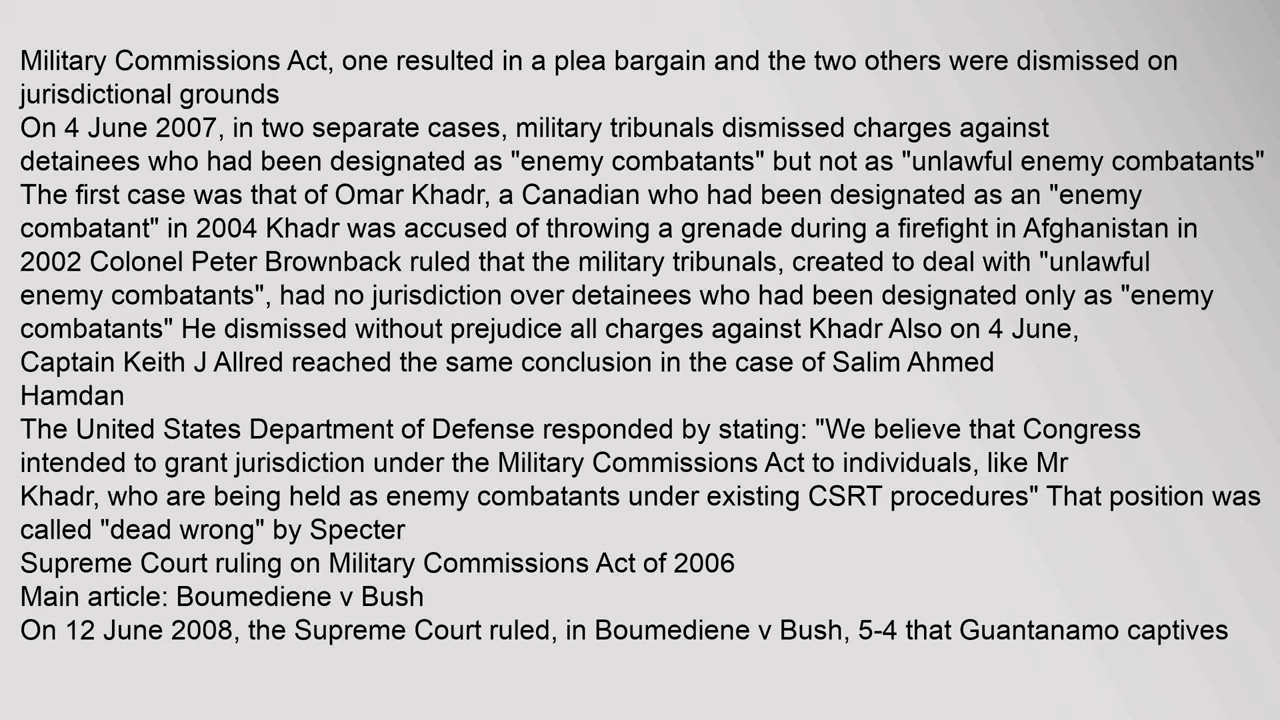 Military Commissions Act, one resulted in a plea bargain and the two others were dismissed on
jurisdictional grounds
On 4 June 2007, in two separate cases, military tribunals dismissed charges against
detainees who had been designated as "enemy combatants" but not as "unlawful enemy combatants"
The first case was that of Omar Khadr, a Canadian who had been designated as an "enemy
combatant" in 2004 Khadr was accused of throwing a grenade during a firefight in Afghanistan in
2002 Colonel Peter Brownback ruled that the military tribunals, created to deal with "unlawful
enemy combatants", had no jurisdiction over detainees who had been designated only as "enemy
combatants" He dismissed without prejudice all charges against Khadr Also on 4 June,
Captain Keith J Allred reached the same conclusion in the case of Salim Ahmed
Hamdan
The United States Department of Defense responded by stating: "We believe that Congress
intended to grant jurisdiction under the Military Commissions Act to individuals, like Mr
Khadr, who are being held as enemy combatants under existing CSRT procedures" That position was
called "dead wrong" by Specter
Supreme Court ruling on Military Commissions Act of 2006
Main article: Boumediene v Bush
On 12 June 2008, the Supreme Court ruled, in Boumediene v Bush, 5-4 that Guantanamo captives